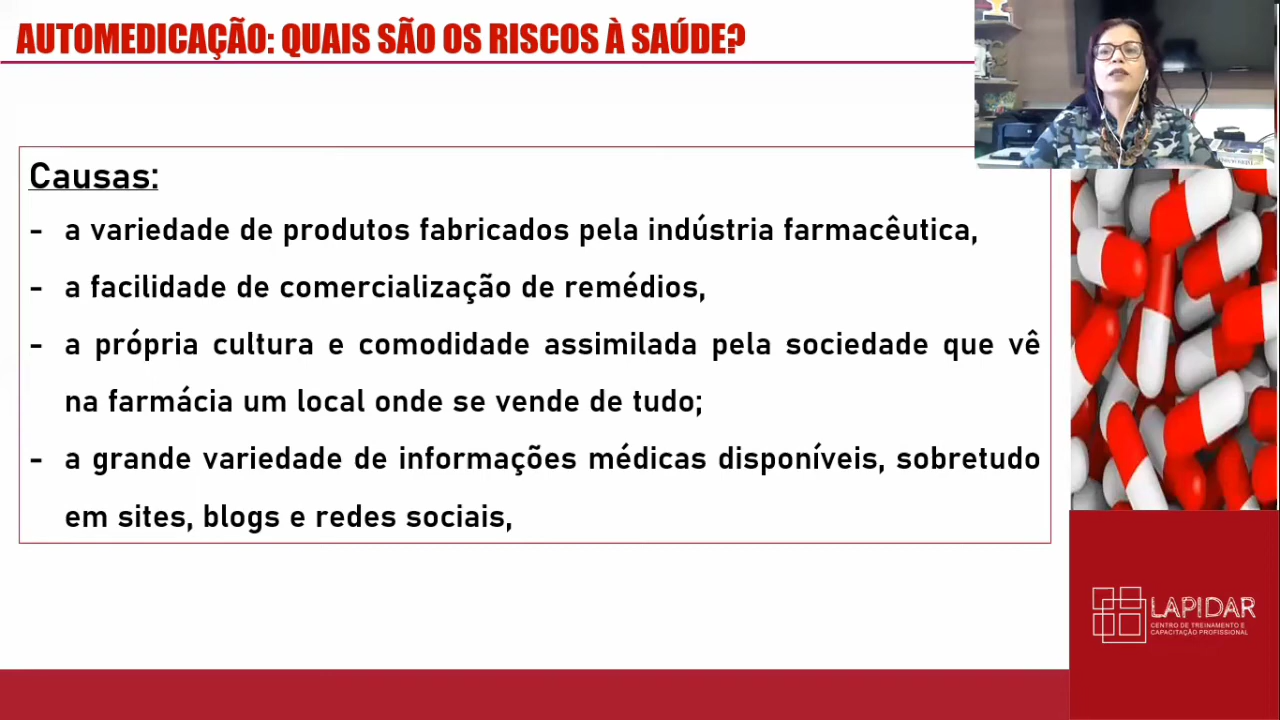 AUTOMEDICAÇÃO: QUAIS SÃO OS RISCOS À SAÚDE?
Causas:
- a variedade de produtos fabricados pela indústria farmacêutica,
- a facilidade de comercialização de remédios,
- a própria cultura e comodidade assimilada pela sociedade que vê
na farmácia um local onde se vende de tudo;
- a grande variedade de informações médicas disponíveis, sobretudo
em sites, blogs e redes sociais,
LAPIDAR
CENTRO DE TREINAMENTO E
CAPACITAÇÃO PROFISSIONAL